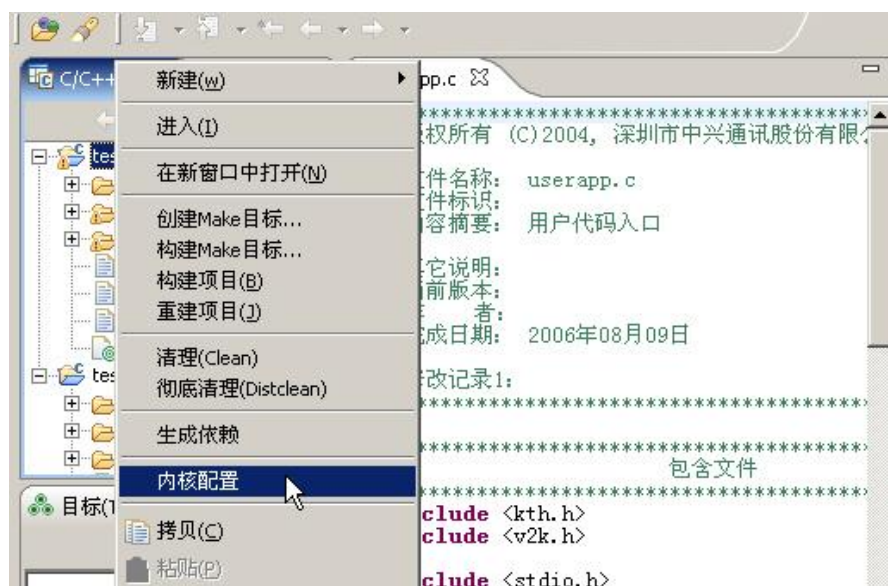 C/C++
pp.c
新建(w)
进入(I)
在新窗口中打开(N)
创建Make目标...
构建Make目标...
构建项目(B)
重建项目(J)
清理(Clean)
彻底清理(Distclean)
生成依赖
内核配置
拷贝(C)
粘贴(P)
tes
tes
目标(T
************************************************
权所有 (C)2004, 深圳市中兴通讯股份有限
件名称: userapp.c
件标识:
容摘要: 用户代码入口
它说明:
前版本:
者:
成日期: 2006年08月09日
改记录1:
************************************************
************************************************
包含文件
************************************************
clude <kth.h>
clude <v2k.h>
clude <stdio.h>